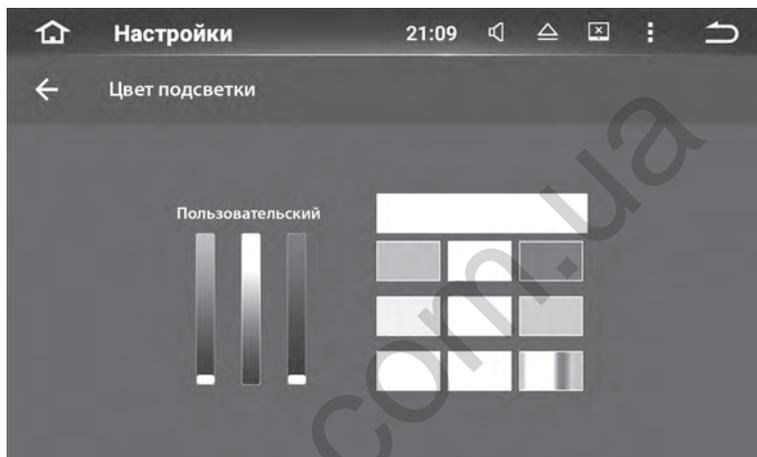 Настройки 21:09
Цвет подсветки
Пользовательский
com.ua